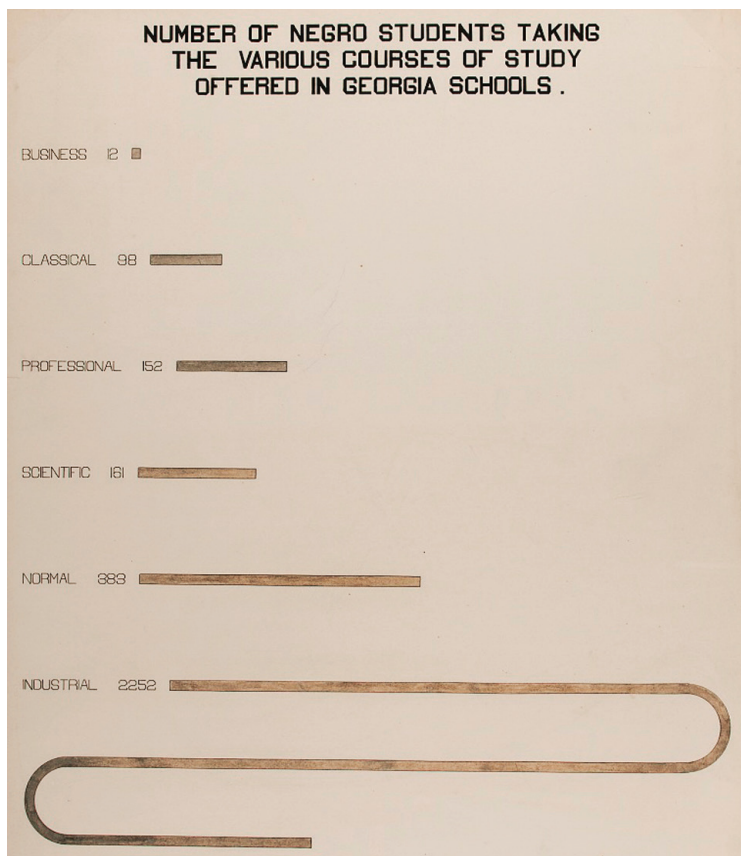 NUMBER OF NEGRO STUDENTS TAKING
THE VARIOUS COURSES OF STUDY
OFFERED IN GEORGIA SCHOOLS.
BUSINESS 12
CLASSICAL 98
PROFESSIONAL 152
SCIENTIFIC 161
NORMAL 383
INDUSTRIAL 2252